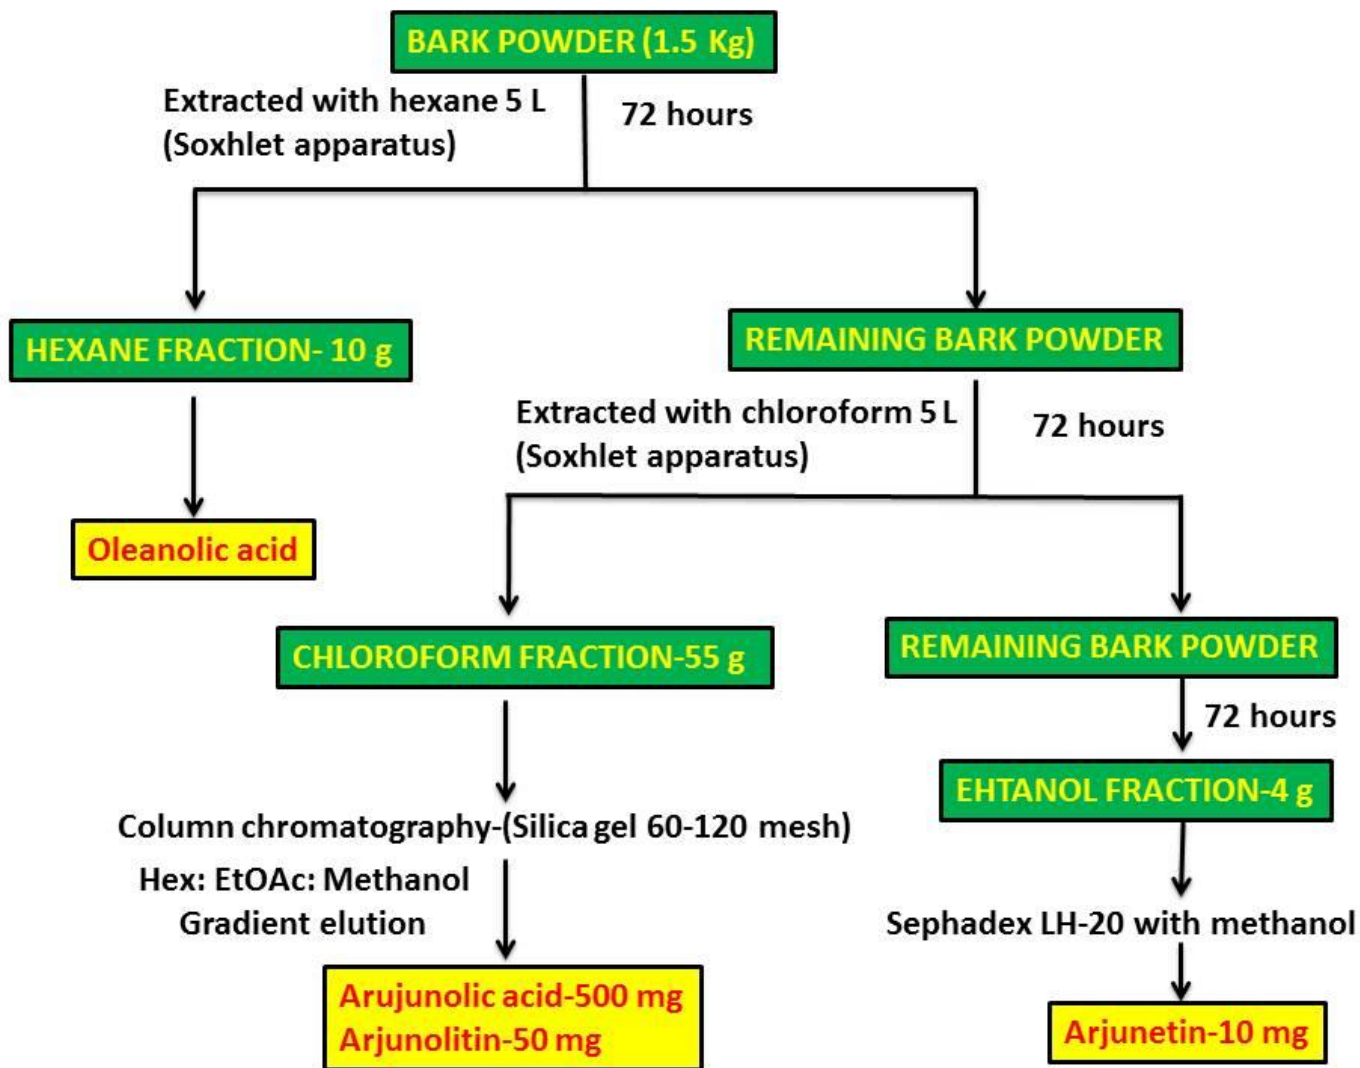 BARK POWDER (1.5 Kg)
Extracted with hexane 5 L
(Soxhlet apparatus)
72 hours
HEXANE FRACTION- 10 g
REMAINING BARK POWDER
Extracted with chloroform 5 L
(Soxhlet apparatus)
72 hours
Oleanolic acid
CHLOROFORM FRACTION-55 g
REMAINING BARK POWDER
72 hours
EHTANOL FRACTION-4 g
Column chromatography-(Silica gel 60-120 mesh)
Hex: EtOAc: Methanol
Gradient elution
Sephadex LH-20 with methanol
Arujunolic acid-500 mg
Arjunolitin-50 mg
Arjunetin-10 mg